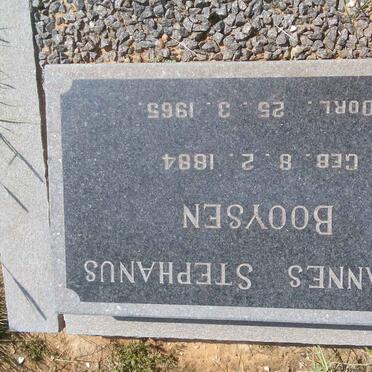 ANNES STEPHANUS
BOOYSEN
GEB. 8. 2. 1884
OORL. 25. 3. 1965.